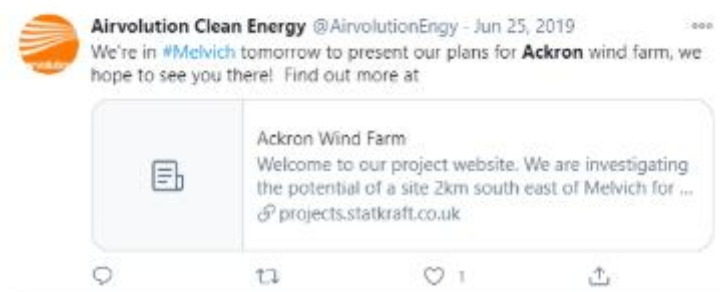 Airvolution Clean Energy @AirvolutionEngy - Jun 25, 2019
We're in #Melvich tomorrow to present our plans for Ackron wind farm, we
hope to see you there! Find out more at
Ackron Wind Farm
Welcome to our project website. We are investigating
the potential of a site 2km south east of Melvich for ...
projects.statkraft.co.uk
1